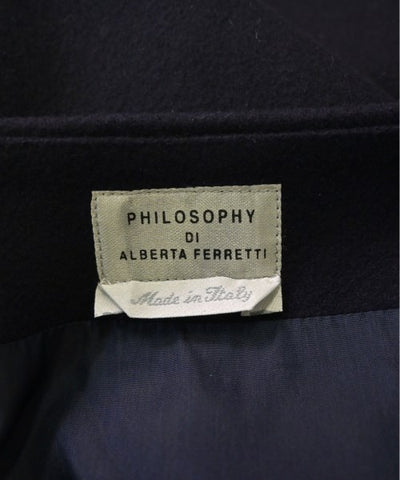 PHILOSOPHY
DI
ALBERTA FERRETTI
Made in Italy